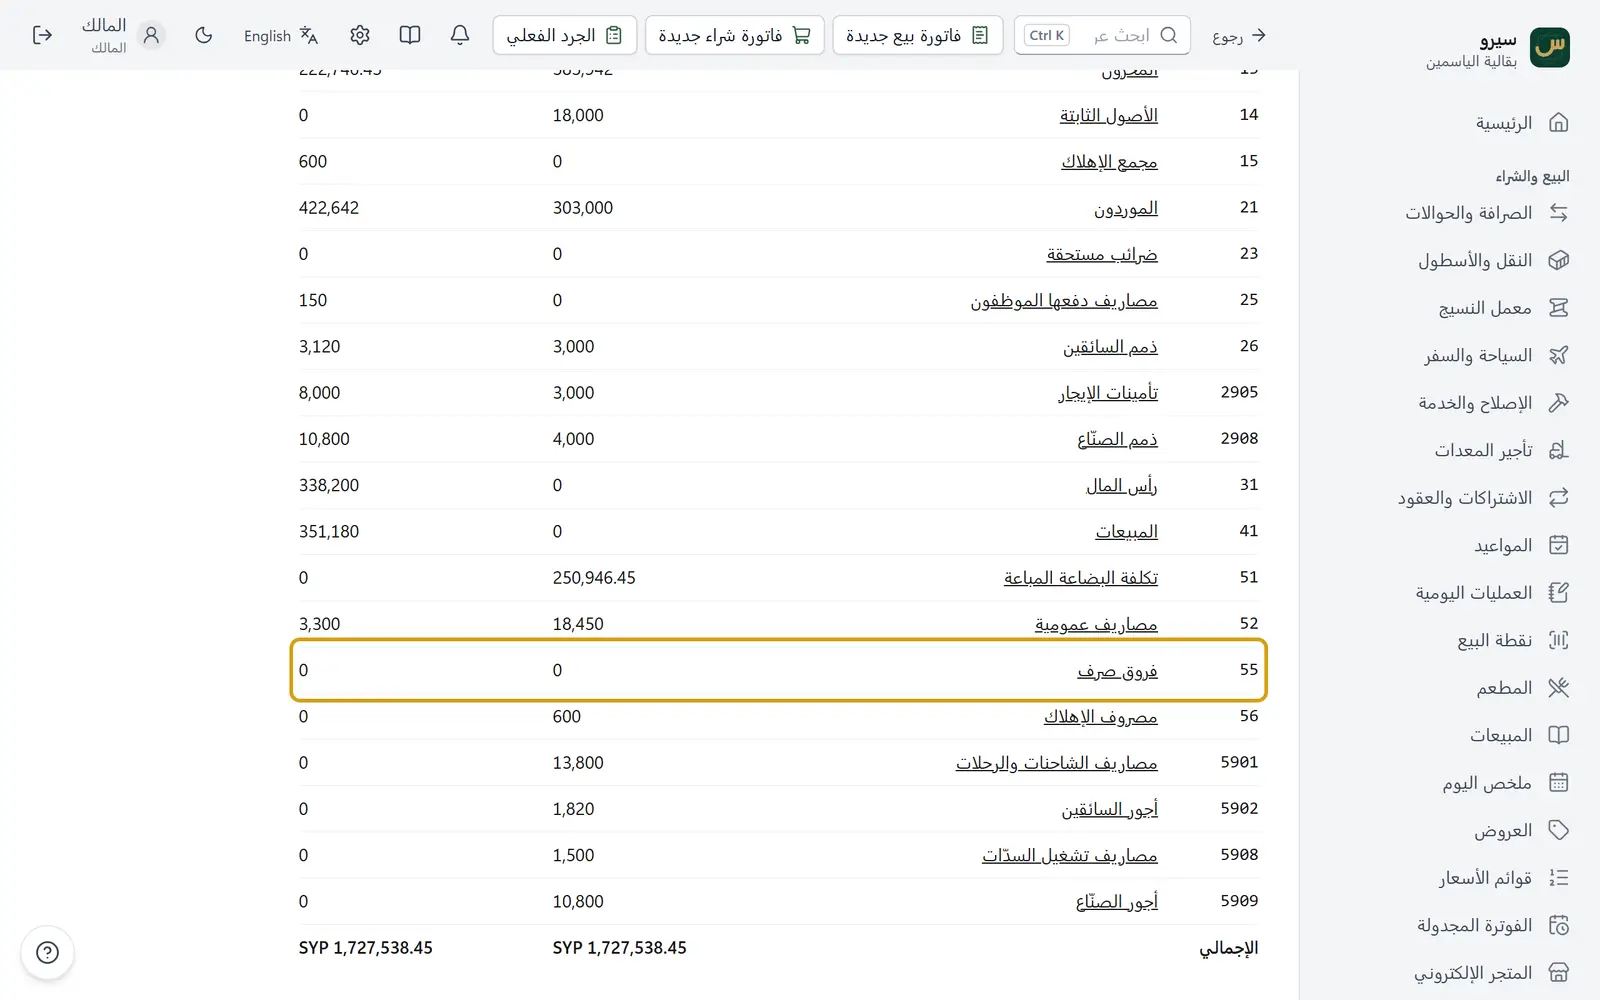 سيرو
بقالية الياسمين
رجوع
ابحث عر
Ctrl K
فاتورة بيع جديدة
فاتورة شراء جديدة
الجرد الفعلي
English
المالك
المالك
الرئيسية
البيع والشراء
الصرافة والحوالات
النقل والأسطول
معمل النسيج
السياحة والسفر
الإصلاح والخدمة
تأجير المعدات
الاشتراكات والعقود
المواعيد
العمليات اليومية
نقطة البيع
المطعم
المبيعات
ملخص اليوم
العروض
قوائم الأسعار
الفوترة المجدولة
المتجر الإلكتروني
14 الأصول الثابتة 18,000 0
15 مجمع الإهلاك 0 600
21 الموردون 303,000 422,642
23 ضرائب مستحقة 0 0
25 مصاريف دفعها الموظفون 0 150
26 ذمم السائقين 3,000 3,120
2905 تأمينات الإيجار 3,000 8,000
2908 ذمم الصنّاع 4,000 10,800
31 رأس المال 0 338,200
41 المبيعات 0 351,180
51 تكلفة البضاعة المباعة 250,946.45 0
52 مصاريف عمومية 18,450 3,300
55 فروق صرف 0 0
56 مصروف الإهلاك 600 0
5901 مصاريف الشاحنات والرحلات 13,800 0
5902 أجور السائقين 1,820 0
5908 مصاريف تشغيل السدّات 1,500 0
5909 أجور الصنّاع 10,800 0
الإجمالي SYP 1,727,538.45 SYP 1,727,538.45